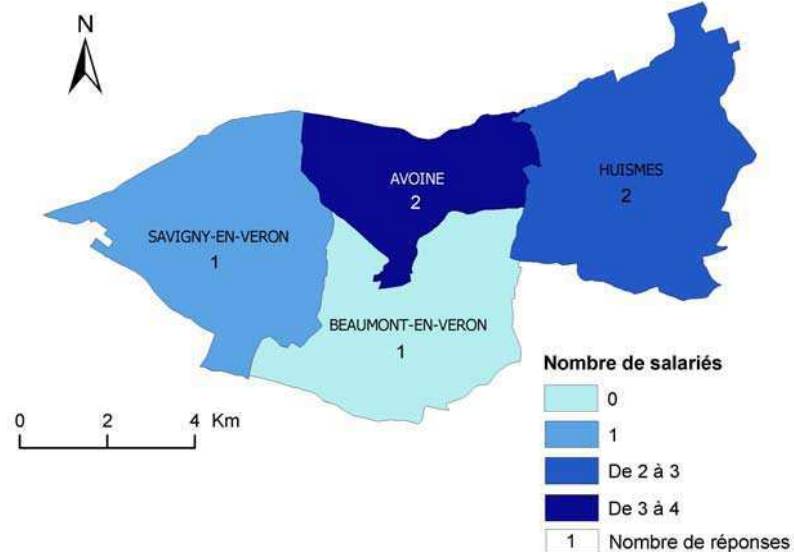 N
AVOINE
2
HUISMES
2
SAVIGNY-EN-VERON
1
BEAUMONT-EN-VERON
1
0 2 4 Km
Nombre de salariés
0
1
De 2 à 3
De 3 à 4
1 Nombre de réponses